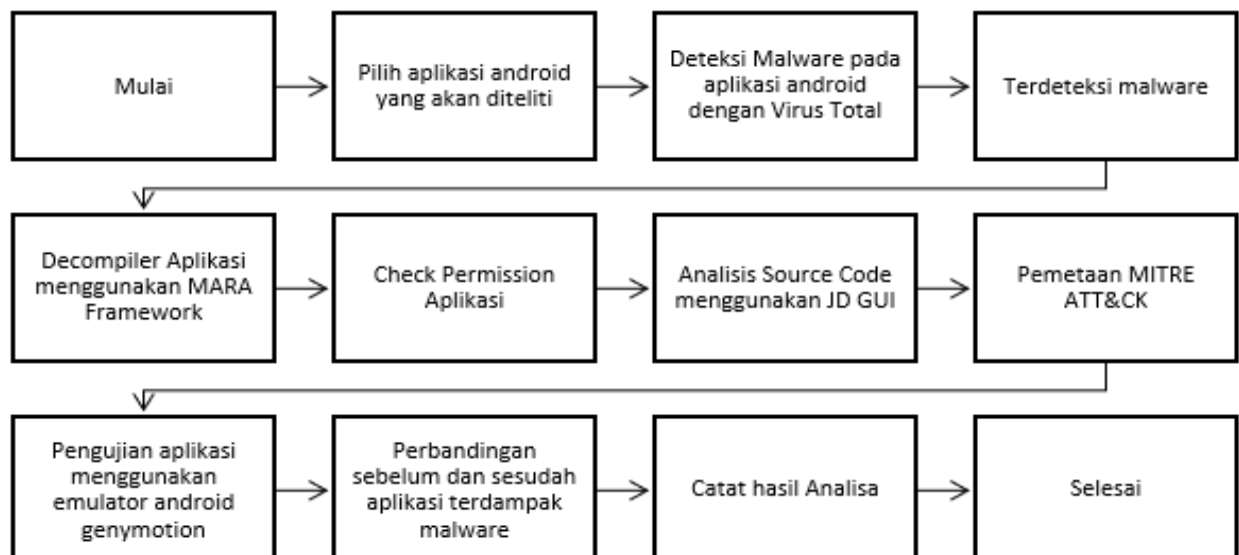 Mulai
Pilih aplikasi android
yang akan diteliti
Deteksi Malware pada
aplikasi android
dengan Virus Total
Terdeteksi malware
Decompiler Aplikasi
menggunakan MARA
Framework
Check Permission
Aplikasi
Analisis Source Code
menggunakan JD GUI
Pemetaan MITRE
ATT&CK
Pengujian aplikasi
menggunakan
emulator android
genymotion
Perbandingan
sebelum dan sesudah
aplikasi terdampak
malware
Catat hasil Analisa
Selesai